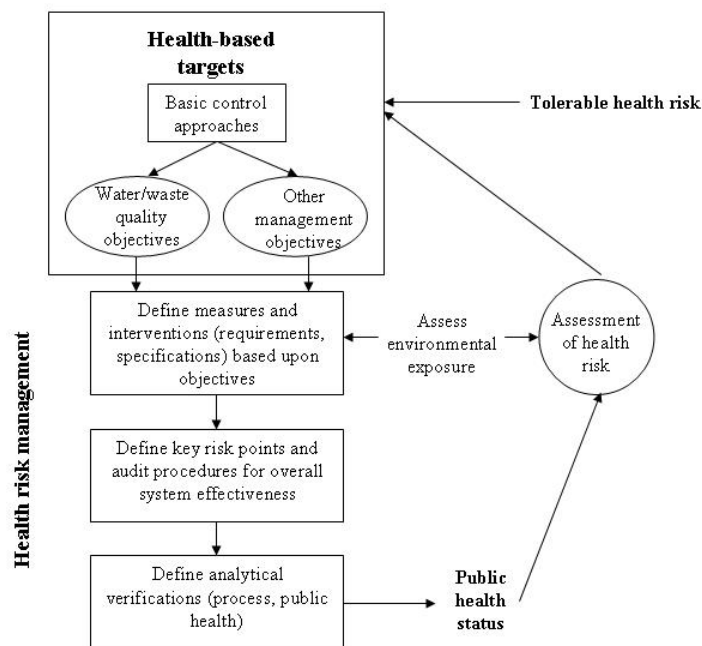 Health-based
targets
Basic control
approaches
Tolerable health risk
Water/waste
quality
objectives
Other
management
objectives
Define measures and
interventions (requirements,
specifications) based upon
objectives
Assess
environmental
exposure
Assessment
of health
risk
Health risk management
Define key risk points and
audit procedures for overall
system effectiveness
Define analytical
verifications (process, public
health)
Public
health
status